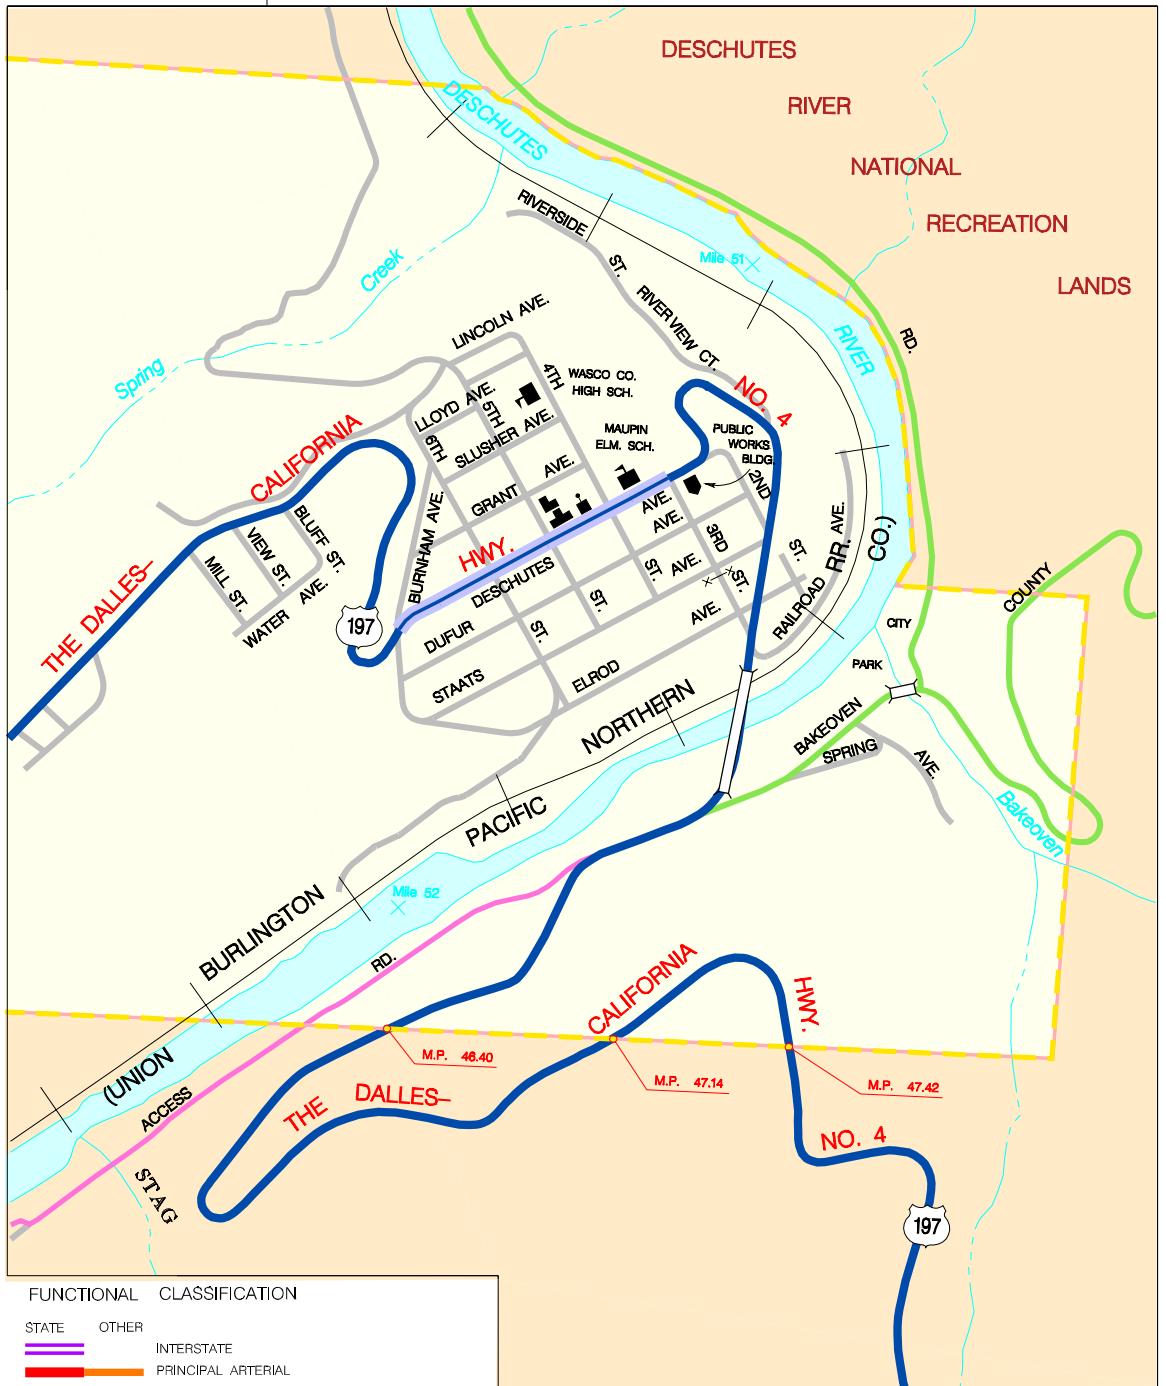 DESCHUTES
RIVER
NATIONAL
RECREATION
LANDS
DESCHUTES
RIVER
Mile 51
RD.
RIVERSIDE
ST.
RIVERVIEW CT.
Creek
Spring
LINCOLN AVE.
4TH
WASCO CO.
HIGH SCH.
MAUPIN
ELM. SCH.
NO. 4
PUBLIC
WORKS
BLDG.
LLOYD AVE.
5TH
6TH
SLUSHER AVE.
GRANT AVE.
CALIFORNIA
HWY.
BURNHAM AVE.
BLUFF ST.
VIEW ST.
MILL ST.
WATER AVE.
THE DALLES–
197
DESCHUTES AVE.
DUFUR AVE.
STAATS AVE.
ELROD AVE.
2ND
ST.
3RD
ST.
ST.
ST.
ST.
RAILROAD AVE.
RR.
CO.)
COUNTY
CITY
PARK
BAKEOVEN
SPRING
AVE.
Bakeoven
NORTHERN
PACIFIC
BURLINGTON
(UNION
Mile 52
RD.
ACCESS
STAG
CALIFORNIA
HWY.
M.P. 46.40
M.P. 47.14
M.P. 47.42
THE DALLES–
NO. 4
197
FUNCTIONAL CLASSIFICATION
STATE OTHER
INTERSTATE
PRINCIPAL ARTERIAL